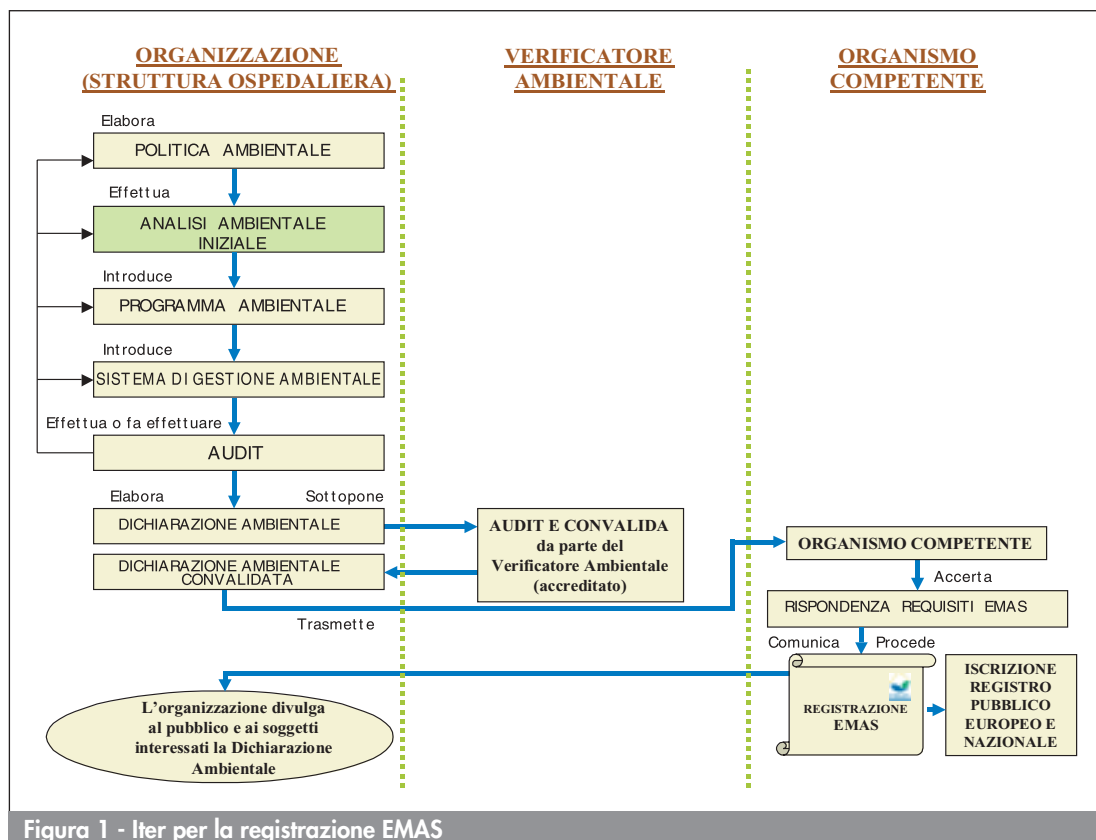 ORGANIZZAZIONE
(STRUTTURA OSPEDALIERA)
VERIFICATORE
AMBIENTALE
ORGANISMO
COMPETENTE
Elabora
POLITICA AMBIENTALE
Effettua
ANALISI AMBIENTALE
INIZIALE
Introduce
PROGRAMMA AMBIENTALE
Introduce
SISTEMA DI GESTIONE AMBIENTALE
Effettua o fa effettuare
AUDIT
Elabora
Sottopone
DICHIARAZIONE AMBIENTALE
DICHIARAZIONE AMBIENTALE
CONVALIDATA
Trasmette
AUDIT E CONVALIDA
da parte del
Verificatore Ambientale
(accreditato)
ORGANISMO COMPETENTE
Accerta
RISPONDENZA REQUISITI EMAS
Comunica
Procede
REGISTRAZIONE
EMAS
ISCRIZIONE
REGISTRO
PUBBLICO
EUROPEO E
NAZIONALE
L'organizzazione divulga
al pubblico e ai soggetti
interessati la Dichiarazione
Ambientale
Figura 1 - Iter per la registrazione EMAS